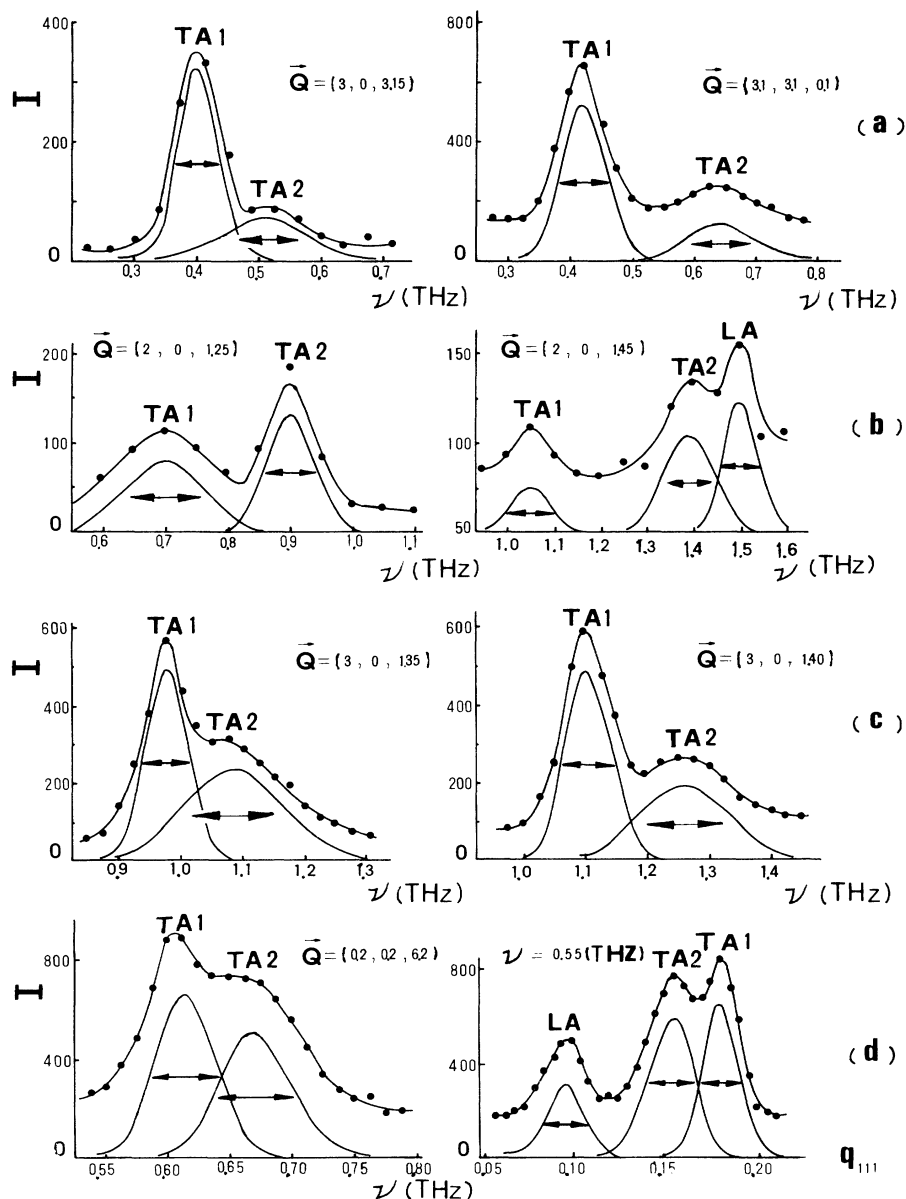 400
TA1
Q = {3, 0, 3.15}
I
200
TA2
0
0.3 0.4 0.5 0.6 0.7
ν (THz)
800
TA1
Q = {3.1, 3.1, 0.1}
(a)
400
TA2
0
0.3 0.4 0.5 0.6 0.7 0.8
ν (THz)
200
Q = {2, 0, 1.25}
TA2
I
TA1
100
0
0.6 0.7 0.8 0.9 1.0 1.1
ν (THz)
150
Q = {2, 0, 1.45}
LA
TA2
TA1
(b)
100
50
1.0 1.1 1.2 1.3 1.4 1.5 1.6
ν (THz)
600
TA1
Q = {3, 0, 1.35}
I
400
TA2
200
0
0.9 1.0 1.1 1.2 1.3
ν (THz)
600
TA1
Q = {3, 0, 1.40}
(c)
400
TA2
200
0
1.0 1.1 1.2 1.3 1.4
ν (THz)
TA1
800
TA2
Q = {0.2, 0.2, 6.2}
I
400
0
0.55 0.60 0.65 0.70 0.75 0.80
ν (THz)
ν = 0.55 (THZ)
TA1
TA2
800
LA
(d)
400
0
0.05 0.10 0.15 0.20
q111